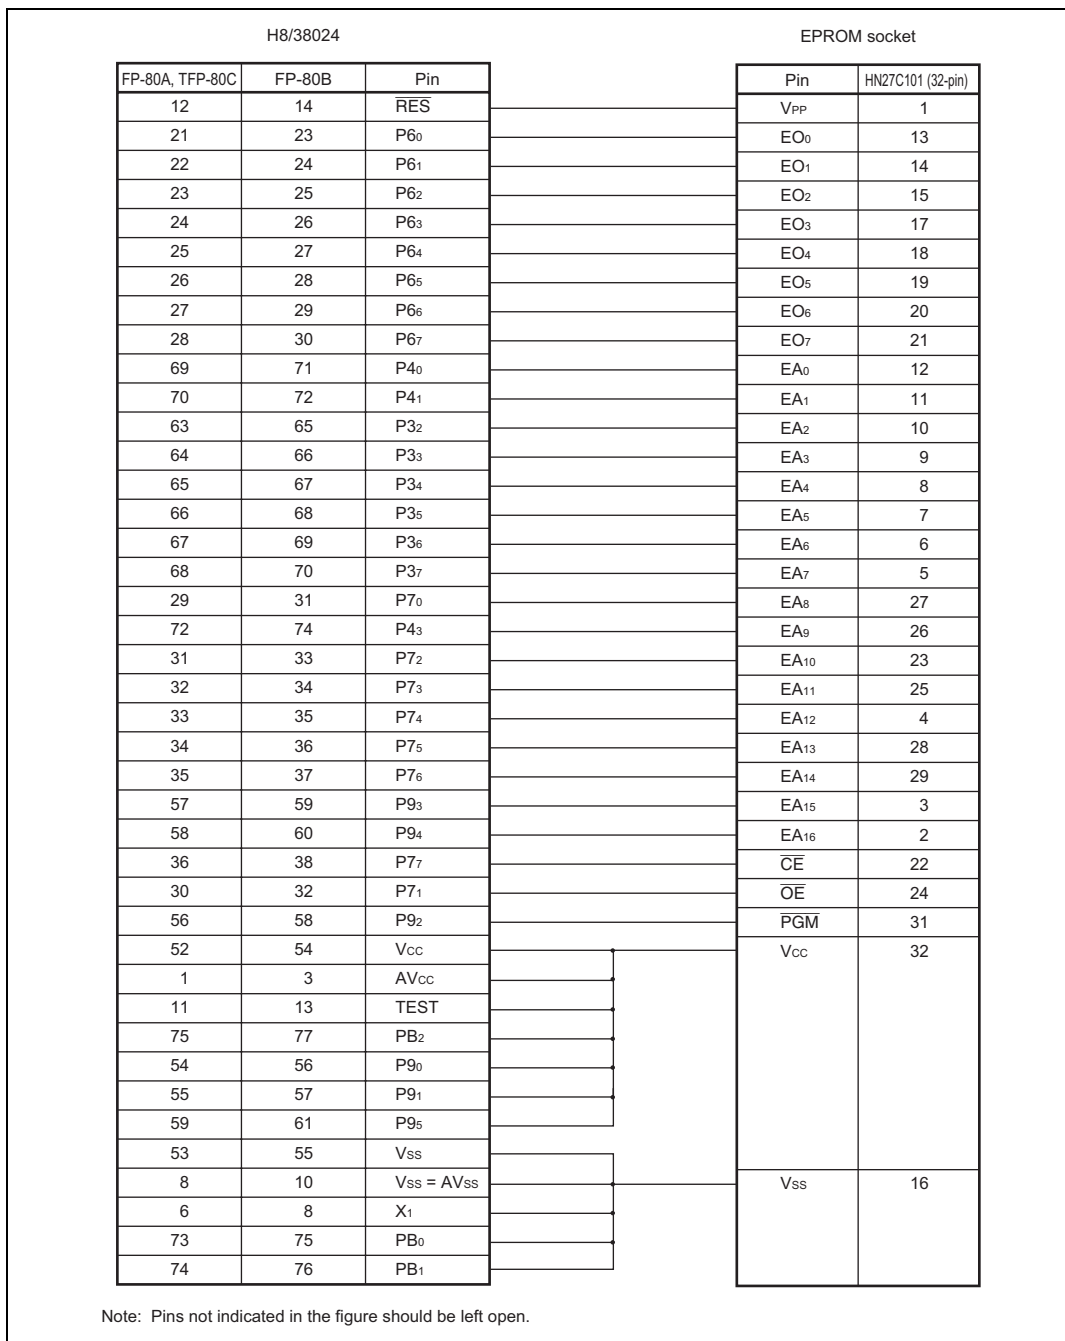 H8/38024 EPROM socket
FP-80A, TFP-80C FP-80B Pin Pin HN27C101 (32-pin)
12 14 R̅E̅S̅ VPP 1
21 23 P6₀ EO₀ 13
22 24 P6₁ EO₁ 14
23 25 P6₂ EO₂ 15
24 26 P6₃ EO₃ 17
25 27 P6₄ EO₄ 18
26 28 P6₅ EO₅ 19
27 29 P6₆ EO₆ 20
28 30 P6₇ EO₇ 21
69 71 P4₀ EA₀ 12
70 72 P4₁ EA₁ 11
63 65 P3₂ EA₂ 10
64 66 P3₃ EA₃ 9
65 67 P3₄ EA₄ 8
66 68 P3₅ EA₅ 7
67 69 P3₆ EA₆ 6
68 70 P3₇ EA₇ 5
29 31 P7₀ EA₈ 27
72 74 P4₃ EA₉ 26
31 33 P7₂ EA₁₀ 23
32 34 P7₃ EA₁₁ 25
33 35 P7₄ EA₁₂ 4
34 36 P7₅ EA₁₃ 28
35 37 P7₆ EA₁₄ 29
57 59 P9₃ EA₁₅ 3
58 60 P9₄ EA₁₆ 2
36 38 P7₇ C̅E̅ 22
30 32 P7₁ O̅E̅ 24
56 58 P9₂ P̅G̅M̅ 31
52 54 VCC VCC 32
1 3 AVCC
11 13 TEST
75 77 PB₂
54 56 P9₀
55 57 P9₁
59 61 P9₅
53 55 VSS
8 10 VSS = AVSS VSS 16
6 8 X₁
73 75 PB₀
74 76 PB₁
Note: Pins not indicated in the figure should be left open.